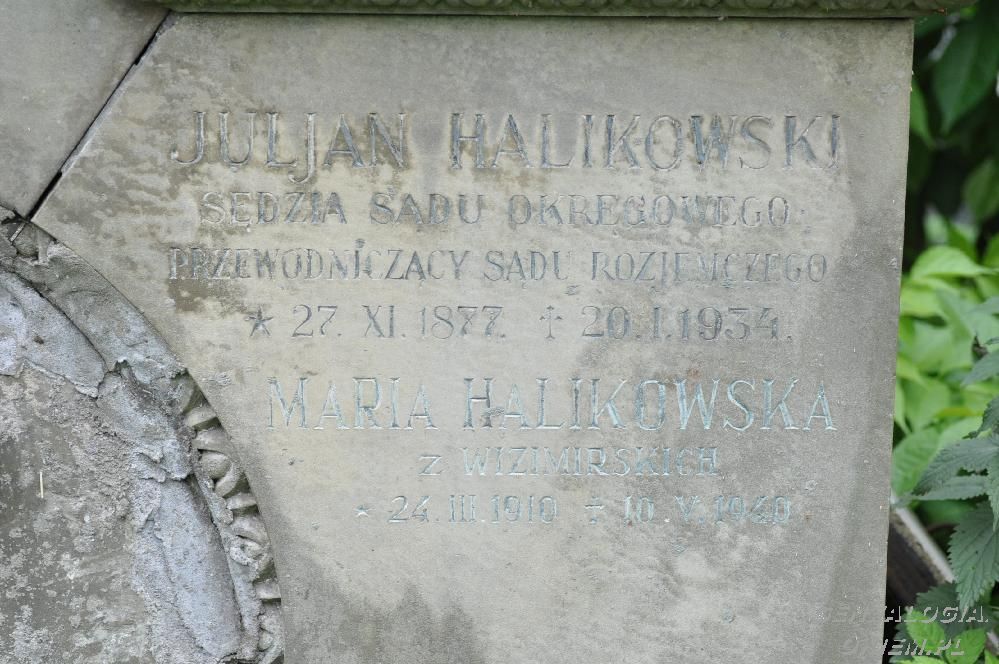 JULJAN HALIKOWSKI
SĘDZIA SĄDU OKRĘGOWEGO.
PRZEWODNICZĄCY SĄDU ROZJEMCZEGO
* 27. XI. 1877. † 20. I. 1934.
MARIA HALIKOWSKA
z WIZIMIRSKICH
* 24. III. 1910 † 10. V. 1940